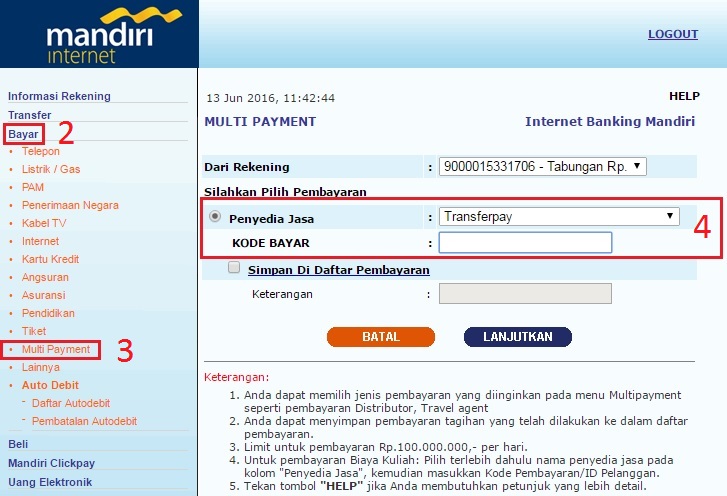 mandiri
internet
LOGOUT
Informasi Rekening
Transfer
Bayar 2
Telepon
Listrik / Gas
PAM
Penerimaan Negara
Kabel TV
Internet
Kartu Kredit
Angsuran
Asuransi
Pendidikan
Tiket
Multi Payment 3
Lainnya
Auto Debit
- Daftar Autodebit
- Pembatalan Autodebit
Beli
Mandiri Clickpay
Uang Elektronik
13 Jun 2016, 11:42:44 HELP
MULTI PAYMENT Internet Banking Mandiri
Dari Rekening : 9000015331706 - Tabungan Rp.
Silahkan Pilih Pembayaran
Penyedia Jasa : Transferpay
KODE BAYAR : 4
Simpan Di Daftar Pembayaran
Keterangan :
BATAL LANJUTKAN
Keterangan:
1. Anda dapat memilih jenis pembayaran yang diinginkan pada menu Multipayment
seperti pembayaran Distributor, Travel agent
2. Anda dapat menyimpan pembayaran tagihan yang telah dilakukan ke dalam daftar
pembayaran.
3. Limit untuk pembayaran Rp.100.000.000,- per hari.
4. Untuk pembayaran Biaya Kuliah: Pilih terlebih dahulu nama penyedia jasa pada
kolom "Penyedia Jasa", kemudian masukkan Kode Pembayaran/ID Pelanggan.
5. Tekan tombol "HELP" jika Anda membutuhkan petunjuk yang lebih detail.